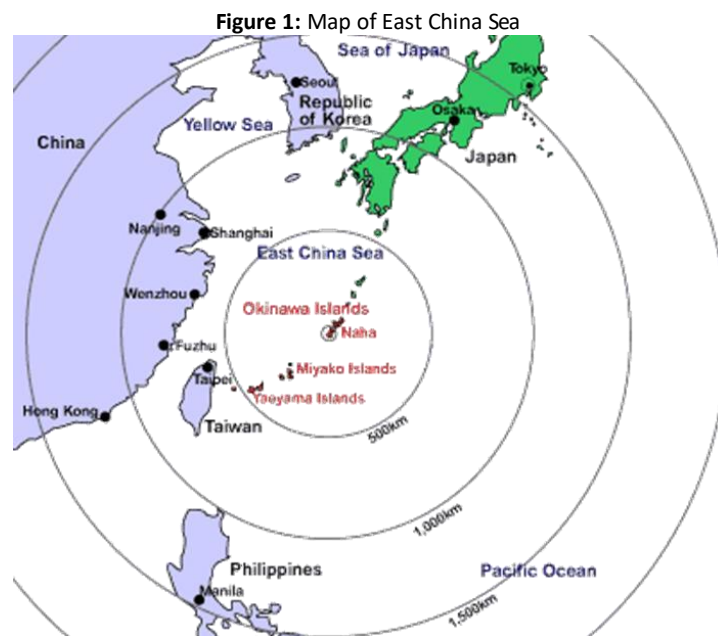 Figure 1: Map of East China Sea
Sea of Japan
Tokyo
Seoul
Republic
of Korea
Osaka
Yellow Sea
China
Japan
Nanjing
Shanghai
East China Sea
Wenzhou
Okinawa Islands
Naha
Fuzhu
Miyako Islands
Taipei
Yaeyama Islands
Hong Kong
Taiwan
500km
1,000km
Philippines
Pacific Ocean
Manila
1,500km